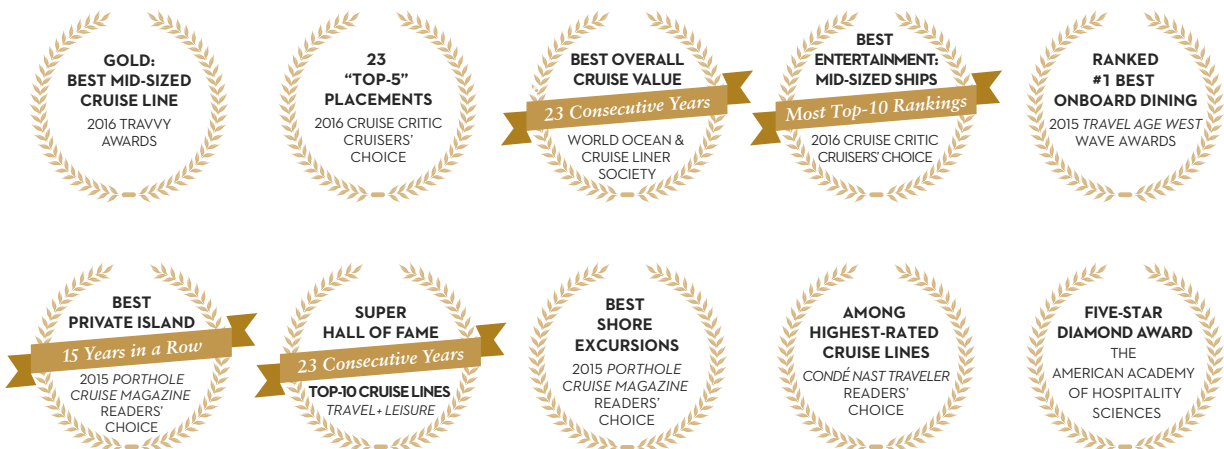 GOLD:
BEST MID-SIZED
CRUISE LINE
2016 TRAVVY
AWARDS
23
“TOP-5”
PLACEMENTS
2016 CRUISE CRITIC
CRUISERS’
CHOICE
BEST OVERALL
CRUISE VALUE
23 Consecutive Years
WORLD OCEAN &
CRUISE LINER
SOCIETY
BEST
ENTERTAINMENT:
MID-SIZED SHIPS
Most Top-10 Rankings
2016 CRUISE CRITIC
CRUISERS’ CHOICE
RANKED
#1 BEST
ONBOARD DINING
2015 TRAVEL AGE WEST
WAVE AWARDS
BEST
PRIVATE ISLAND
15 Years in a Row
2015 PORTHOLE
CRUISE MAGAZINE
READERS’
CHOICE
SUPER
HALL OF FAME
23 Consecutive Years
TOP-10 CRUISE LINES
TRAVEL+ LEISURE
BEST
SHORE
EXCURSIONS
2015 PORTHOLE
CRUISE MAGAZINE
READERS’
CHOICE
AMONG
HIGHEST-RATED
CRUISE LINES
CONDÉ NAST TRAVELER
READERS’
CHOICE
FIVE-STAR
DIAMOND AWARD
THE
AMERICAN ACADEMY
OF HOSPITALITY
SCIENCES